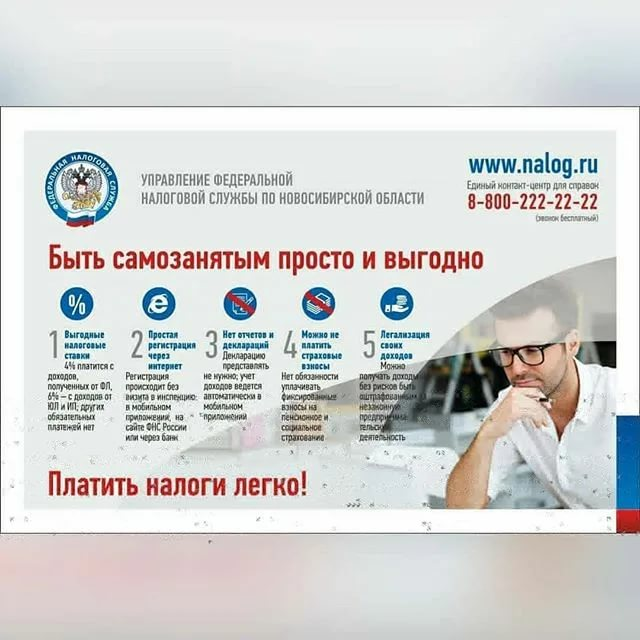 ФЕДЕРАЛЬНАЯ НАЛОГОВАЯ СЛУЖБА
УПРАВЛЕНИЕ ФЕДЕРАЛЬНОЙ
НАЛОГОВОЙ СЛУЖБЫ ПО НОВОСИБИРСКОЙ ОБЛАСТИ
www.nalog.ru
Единый контакт-центр для справок
8-800-222-22-22
(звонок бесплатный)
Быть самозанятым просто и выгодно
%
1 Выгодные
налоговые
ставки
4% платится с
доходов,
полученных от ФЛ,
6% – с доходов от
ЮЛ и ИП; других
обязательных
платежей нет
2 Простая
регистрация
через
интернет
Регистрация
происходит без
визита в инспекцию:
в мобильном
приложении, на
сайте ФНС России
или через банк
3 Нет отчетов и
деклараций
Декларацию
представлять
не нужно; учет
доходов ведется
автоматически в
мобильном
приложении
4 Можно не
платить
страховые
взносы
Нет обязанности
уплачивать
фиксированные
взносы на
пенсионное и
социальное
страхование
5 Легализация
своих
доходов
Можно
получать доходы
без рисков быть
оштрафованным
за незаконную
предпринима-
тельскую
деятельность
Платить налоги легко!